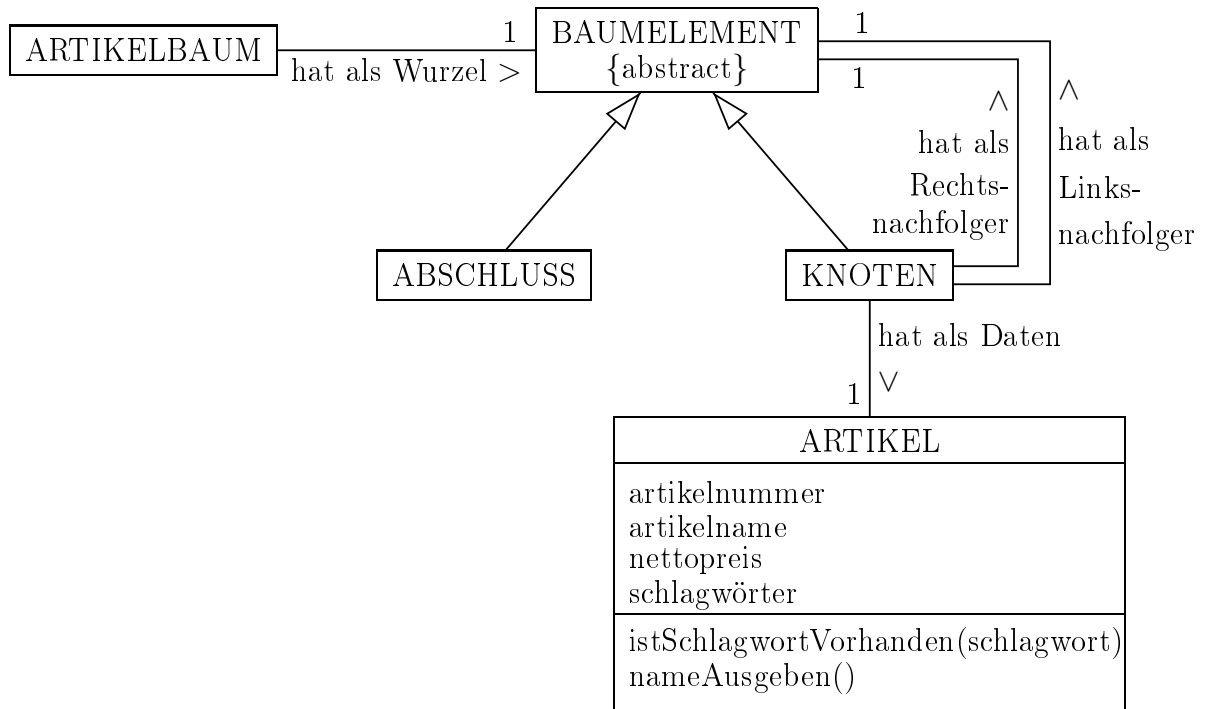 ARTIKELBAUM
1
hat als Wurzel >
BAUMELEMENT
{abstract}
1
1
∧
hat als
Rechts-
nachfolger
∧
hat als
Links-
nachfolger
ABSCHLUSS
KNOTEN
hat als Daten
∨
1
ARTIKEL
artikelnummer
artikelname
nettopreis
schlagwörter
istSchlagwortVorhanden(schlagwort)
nameAusgeben()